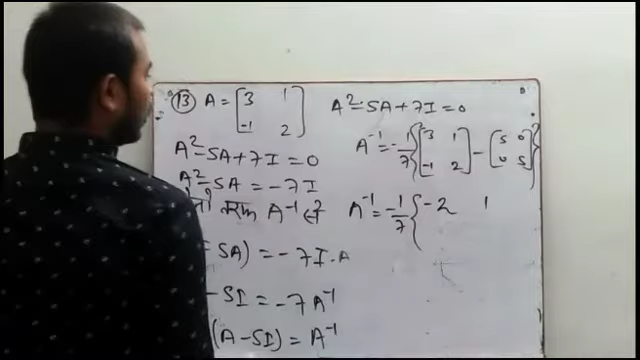 13 A = [3 1
-1 2]
A² - 5A + 7I = 0
A² - 5A = -7I
A⁻¹ से
5A) = -7I · A
- 5I = -7A⁻¹
(A - 5I) = A⁻¹
A² - 5A + 7I = 0
A⁻¹ = -1/7 { [3 1
-1 2] - [5 0
0 5] }
A⁻¹ = -1/7 { -2 1